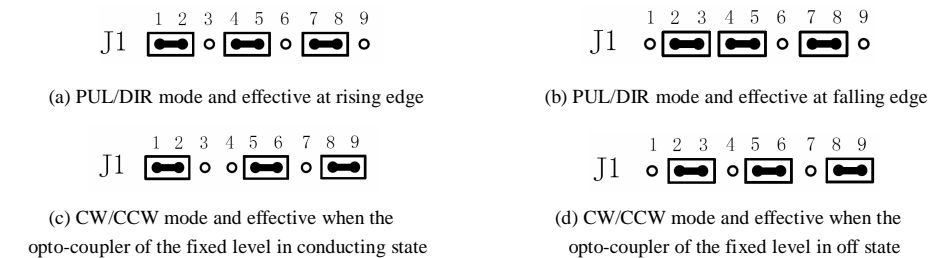 1 2 3 4 5 6 7 8 9
J1
(a) PUL/DIR mode and effective at rising edge
1 2 3 4 5 6 7 8 9
J1
(b) PUL/DIR mode and effective at falling edge
1 2 3 4 5 6 7 8 9
J1
(c) CW/CCW mode and effective when the
opto-coupler of the fixed level in conducting state
1 2 3 4 5 6 7 8 9
J1
(d) CW/CCW mode and effective when the
opto-coupler of the fixed level in off state